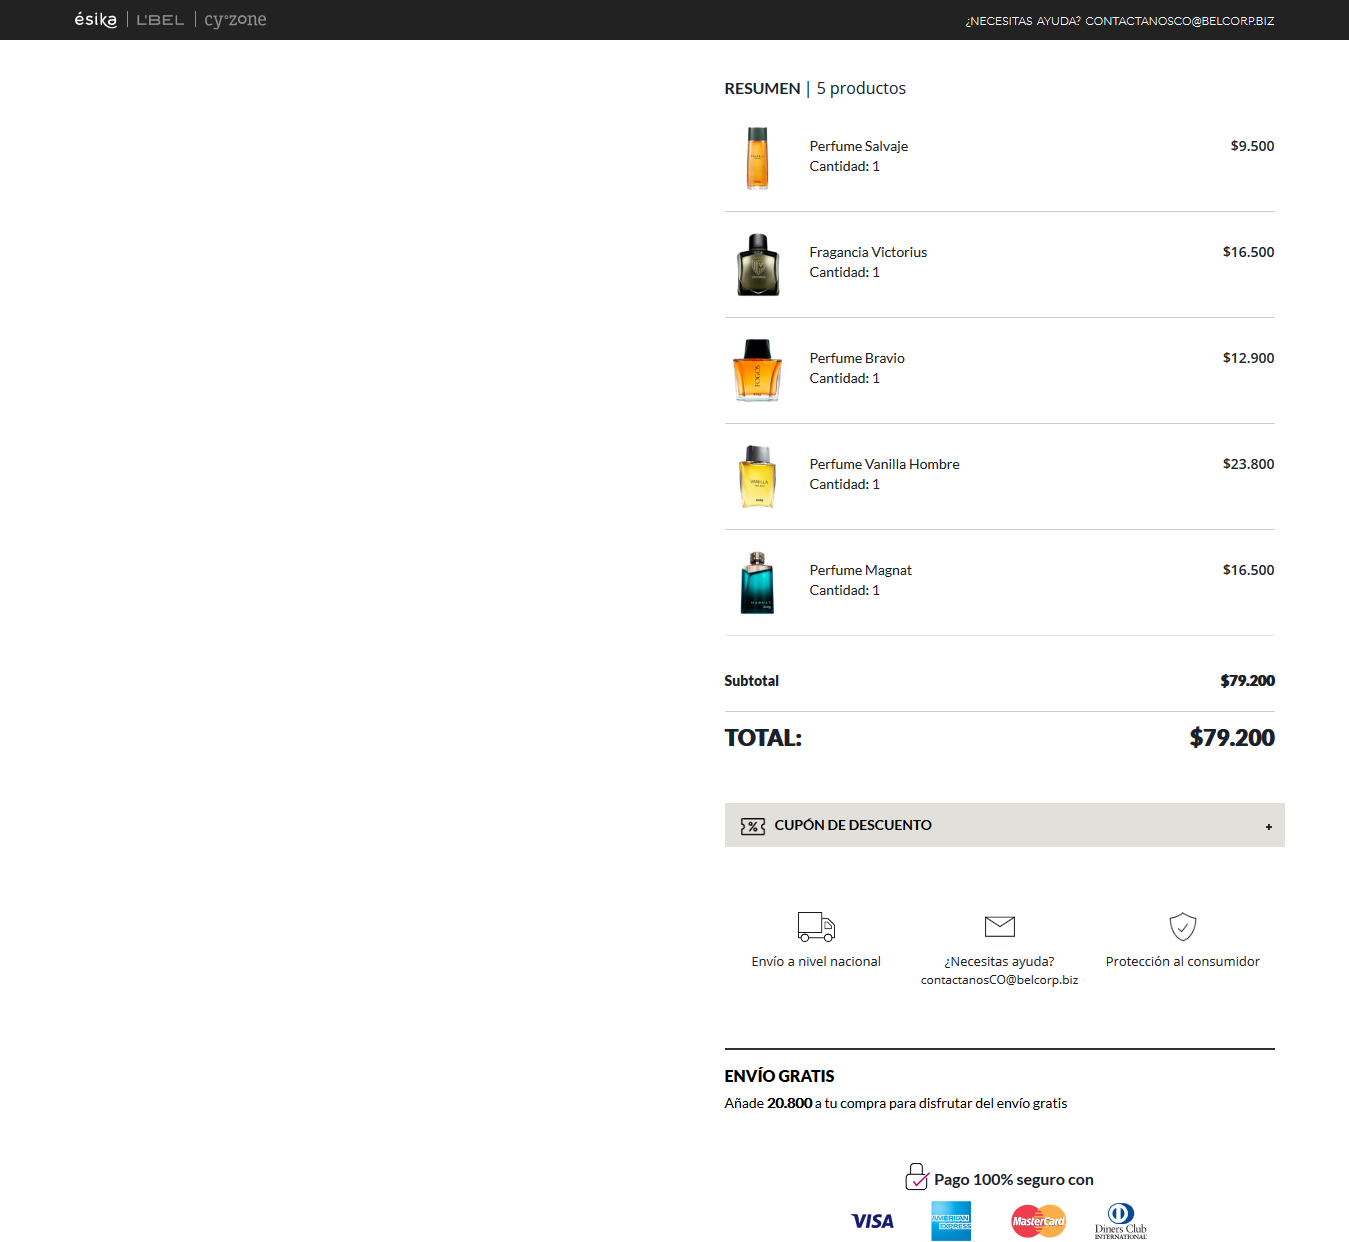 ésika | L'BEL | cy°zone
¿NECESITAS AYUDA? CONTACTANOSCO@BELCORP.BIZ
RESUMEN | 5 productos
Perfume Salvaje
$9.500
Cantidad: 1
Fragancia Victorius
$16.500
Cantidad: 1
Perfume Bravio
$12.900
Cantidad: 1
FOGOS
Perfume Vanilla Hombre
$23.800
Cantidad: 1
VANILLA
Perfume Magnat
$16.500
Cantidad: 1
MAGNAT
Subtotal
$79.200
TOTAL:
$79.200
% CUPÓN DE DESCUENTO
+
Envío a nivel nacional
¿Necesitas ayuda?
contactanosCO@belcorp.biz
Protección al consumidor
ENVÍO GRATIS
Añade 20.800 a tu compra para disfrutar del envío gratis
Pago 100% seguro con
VISA
AMERICAN
EXPRESS
MasterCard
Diners Club
INTERNATIONAL